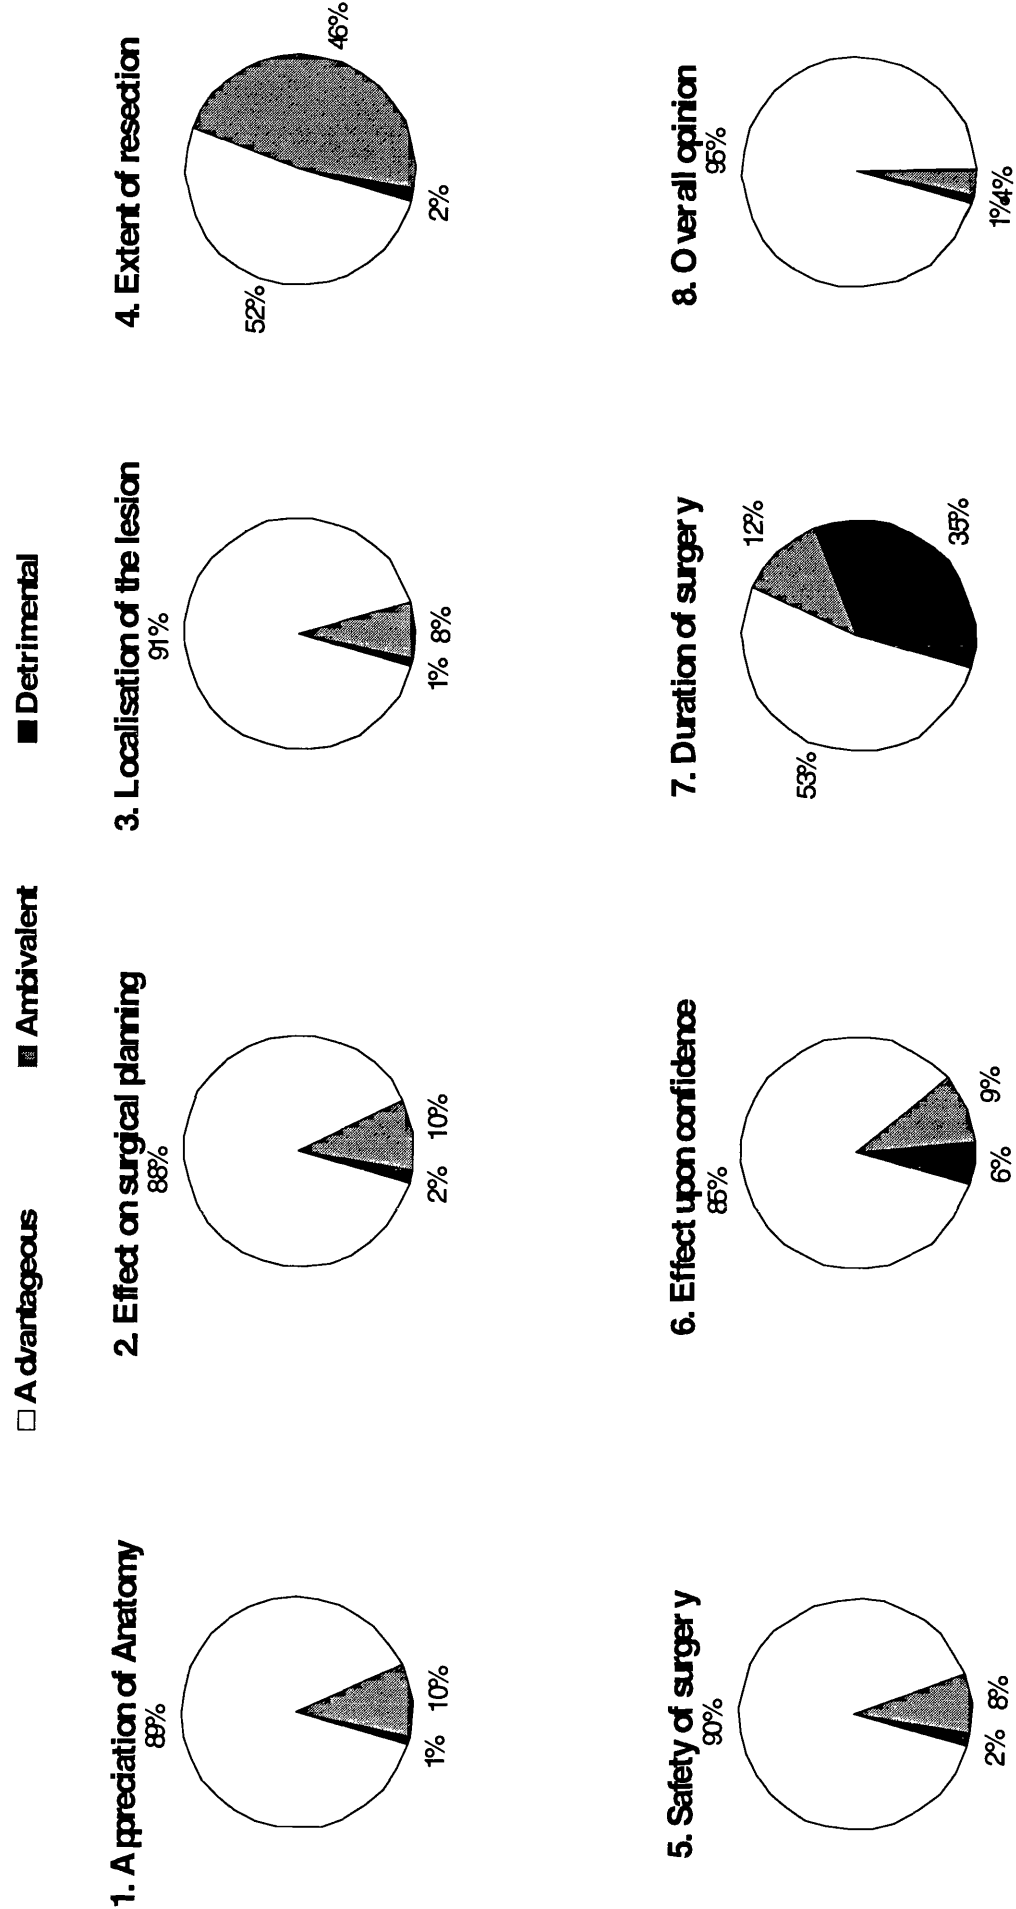 Advantageous Ambivalent Detrimental
1. Appreciation of Anatomy
89%
1% 10%
2. Effect on surgical planning
88%
2% 10%
3. Localisation of the lesion
91%
1% 8%
4. Extent of resection
52% 46%
2%
5. Safety of surgery
90%
2% 8%
6. Effect upon confidence
85%
6% 9%
7. Duration of surgery
53% 12%
35%
8. Overall opinion
95%
1% 4%